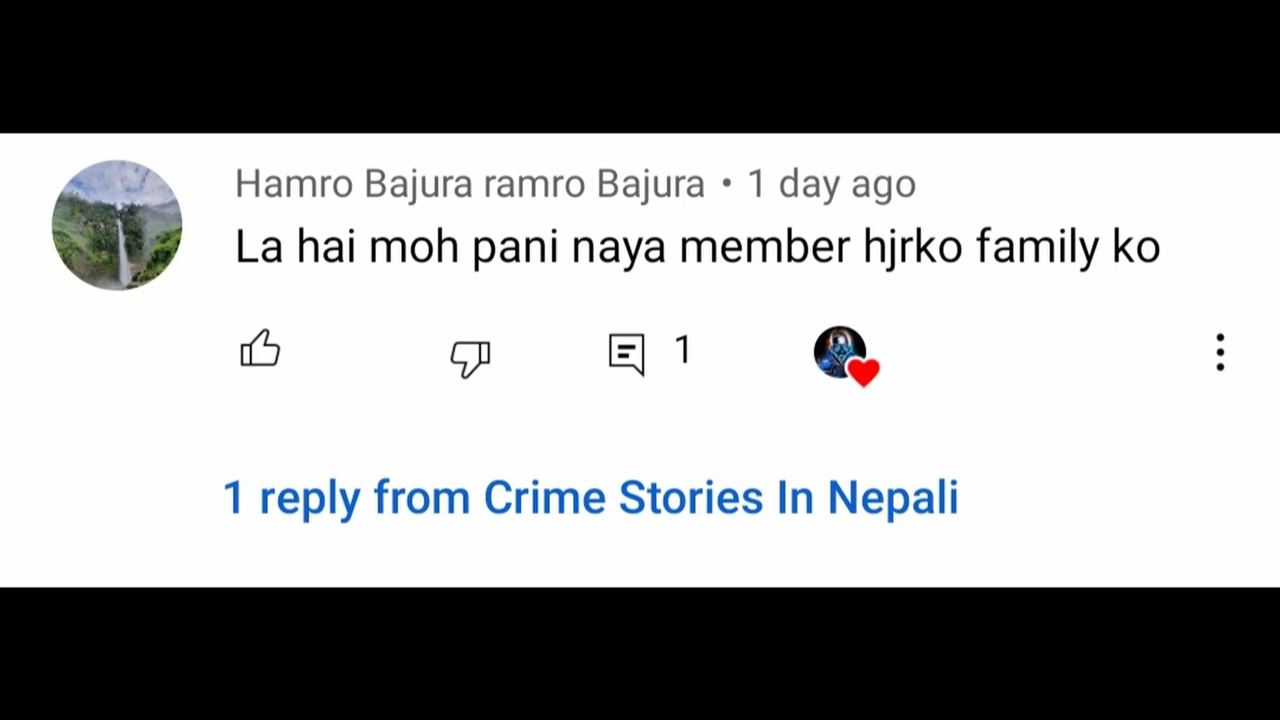 Hamro Bajura ramro Bajura • 1 day ago
La hai moh pani naya member hjrko family ko
1
1 reply from Crime Stories In Nepali